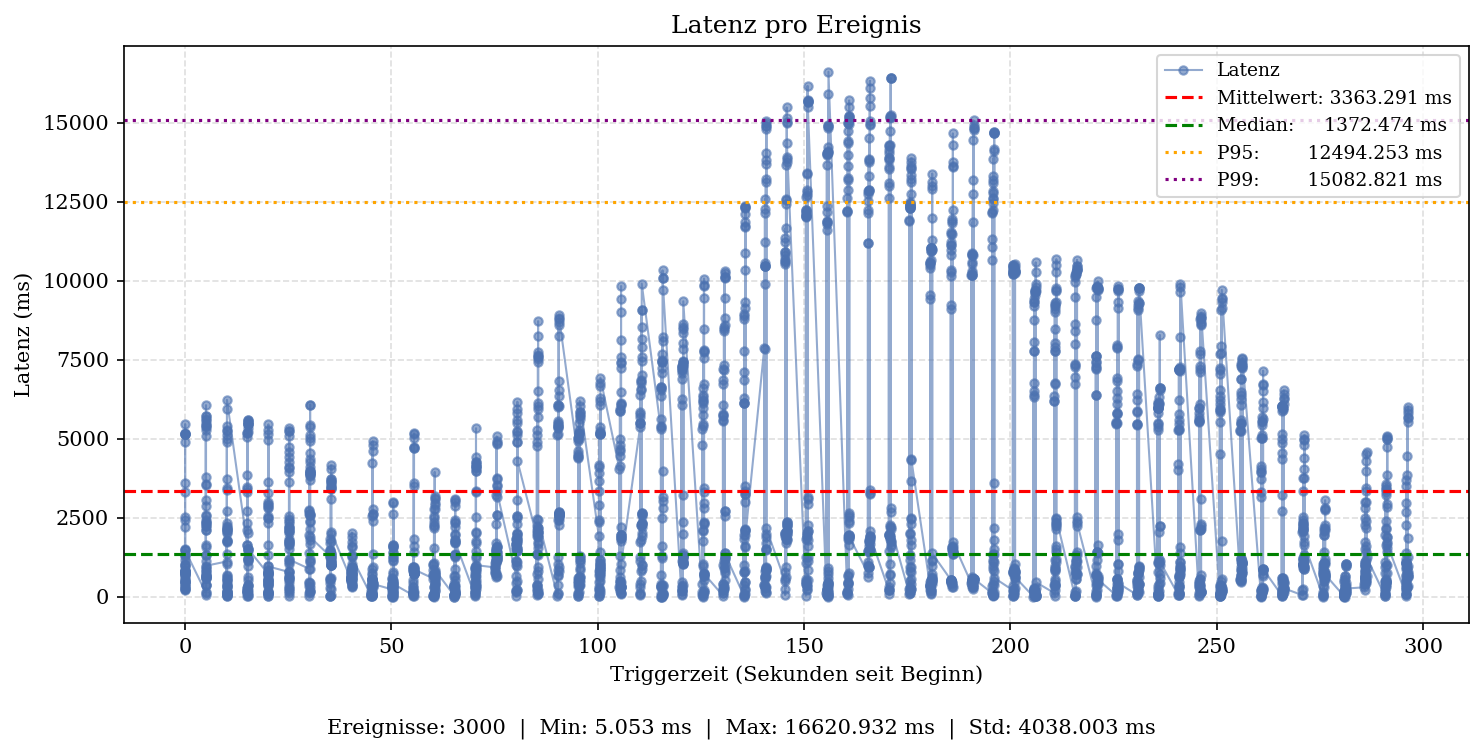 Latenz pro Ereignis
Latenz (ms)
15000
12500
10000
7500
5000
2500
0
Latenz
Mittelwert: 3363.291 ms
Median: 1372.474 ms
P95: 12494.253 ms
P99: 15082.821 ms
0 50 100 150 200 250 300
Triggerzeit (Sekunden seit Beginn)
Ereignisse: 3000 | Min: 5.053 ms | Max: 16620.932 ms | Std: 4038.003 ms